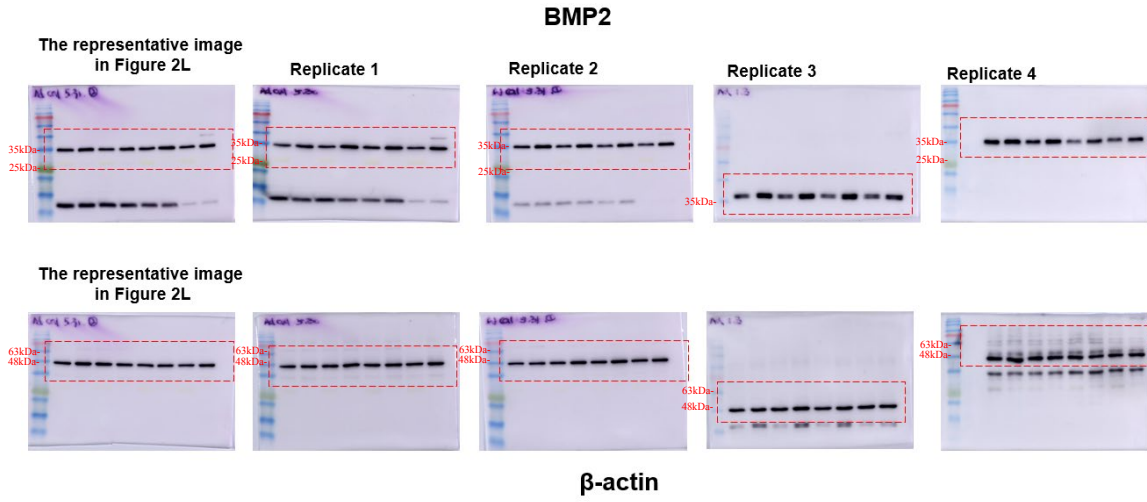 BMP2
The representative image
in Figure 2L
Replicate 1
Replicate 2
Replicate 3
Replicate 4
35kDa-
25kDa-
35kDa-
25kDa-
35kDa-
25kDa-
35kDa-
35kDa-
25kDa-
The representative image
in Figure 2L
63kDa-
48kDa-
63kDa-
48kDa-
63kDa-
48kDa-
63kDa-
48kDa-
63kDa-
48kDa-
β-actin